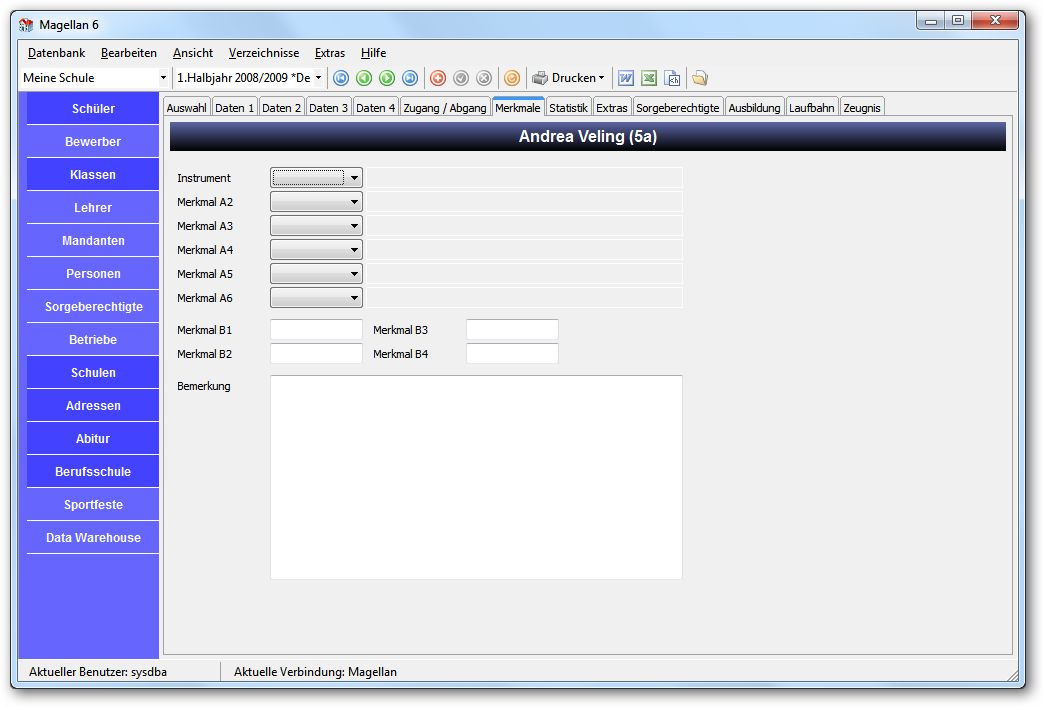 Magellan 6
Datenbank Bearbeiten Ansicht Verzeichnisse Extras Hilfe
Meine Schule 1.Halbjahr 2008/2009 *De Drucken
Auswahl Daten 1 Daten 2 Daten 3 Daten 4 Zugang / Abgang Merkmale Statistik Extras Sorgeberechtigte Ausbildung Laufbahn Zeugnis
Schüler
Bewerber
Klassen
Lehrer
Mandanten
Personen
Sorgeberechtigte
Betriebe
Schulen
Adressen
Abitur
Berufsschule
Sportfeste
Data Warehouse
Andrea Veling (5a)
Instrument
Merkmal A2
Merkmal A3
Merkmal A4
Merkmal A5
Merkmal A6
Merkmal B1 Merkmal B3
Merkmal B2 Merkmal B4
Bemerkung
Aktueller Benutzer: sysdba Aktuelle Verbindung: Magellan